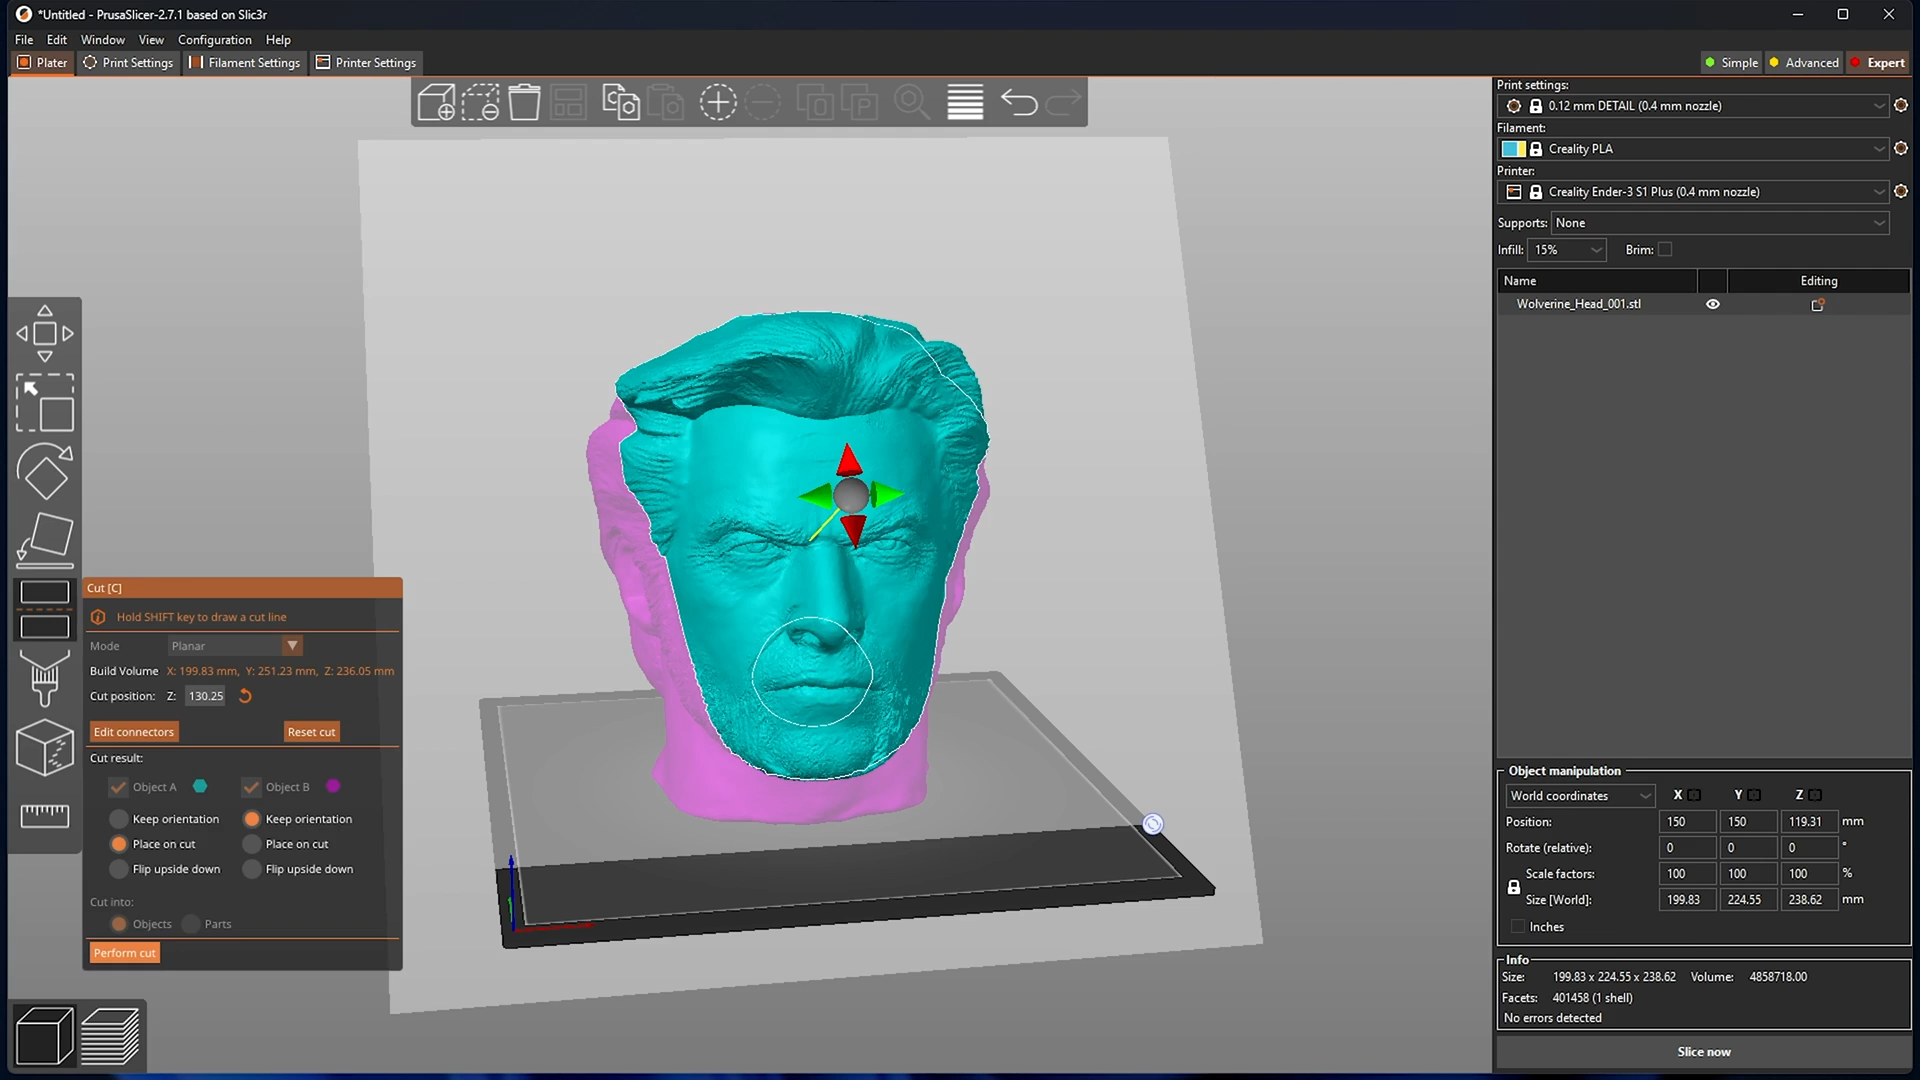 *Untitled - PrusaSlicer-2.7.1 based on Slic3r
File Edit Window View Configuration Help
Plater Print Settings Filament Settings Printer Settings
Simple Advanced Expert
Print settings:
0.12 mm DETAIL (0.4 mm nozzle)
Filament:
Creality PLA
Printer:
Creality Ender-3 S1 Plus (0.4 mm nozzle)
Supports: None
Infill: 15% Brim:
Name Editing
Wolverine_Head_001.stl
Cut [C]
Hold SHIFT key to draw a cut line
Mode Planar
Build Volume X: 199.83 mm, Y: 251.23 mm, Z: 236.05 mm
Cut position: Z: 130.25
Edit connectors Reset cut
Cut result:
Object A Object B
Keep orientation Keep orientation
Place on cut Place on cut
Flip upside down Flip upside down
Cut into:
Objects Parts
Perform cut
Object manipulation
World coordinates X Y Z
Position: 150 150 119.31 mm
Rotate (relative): 0 0 0 °
Scale factors: 100 100 100 %
Size [World]: 199.83 224.55 238.62 mm
Inches
Info
Size: 199.83 x 224.55 x 238.62 Volume: 4858718.00
Facets: 401458 (1 shell)
No errors detected
Slice now